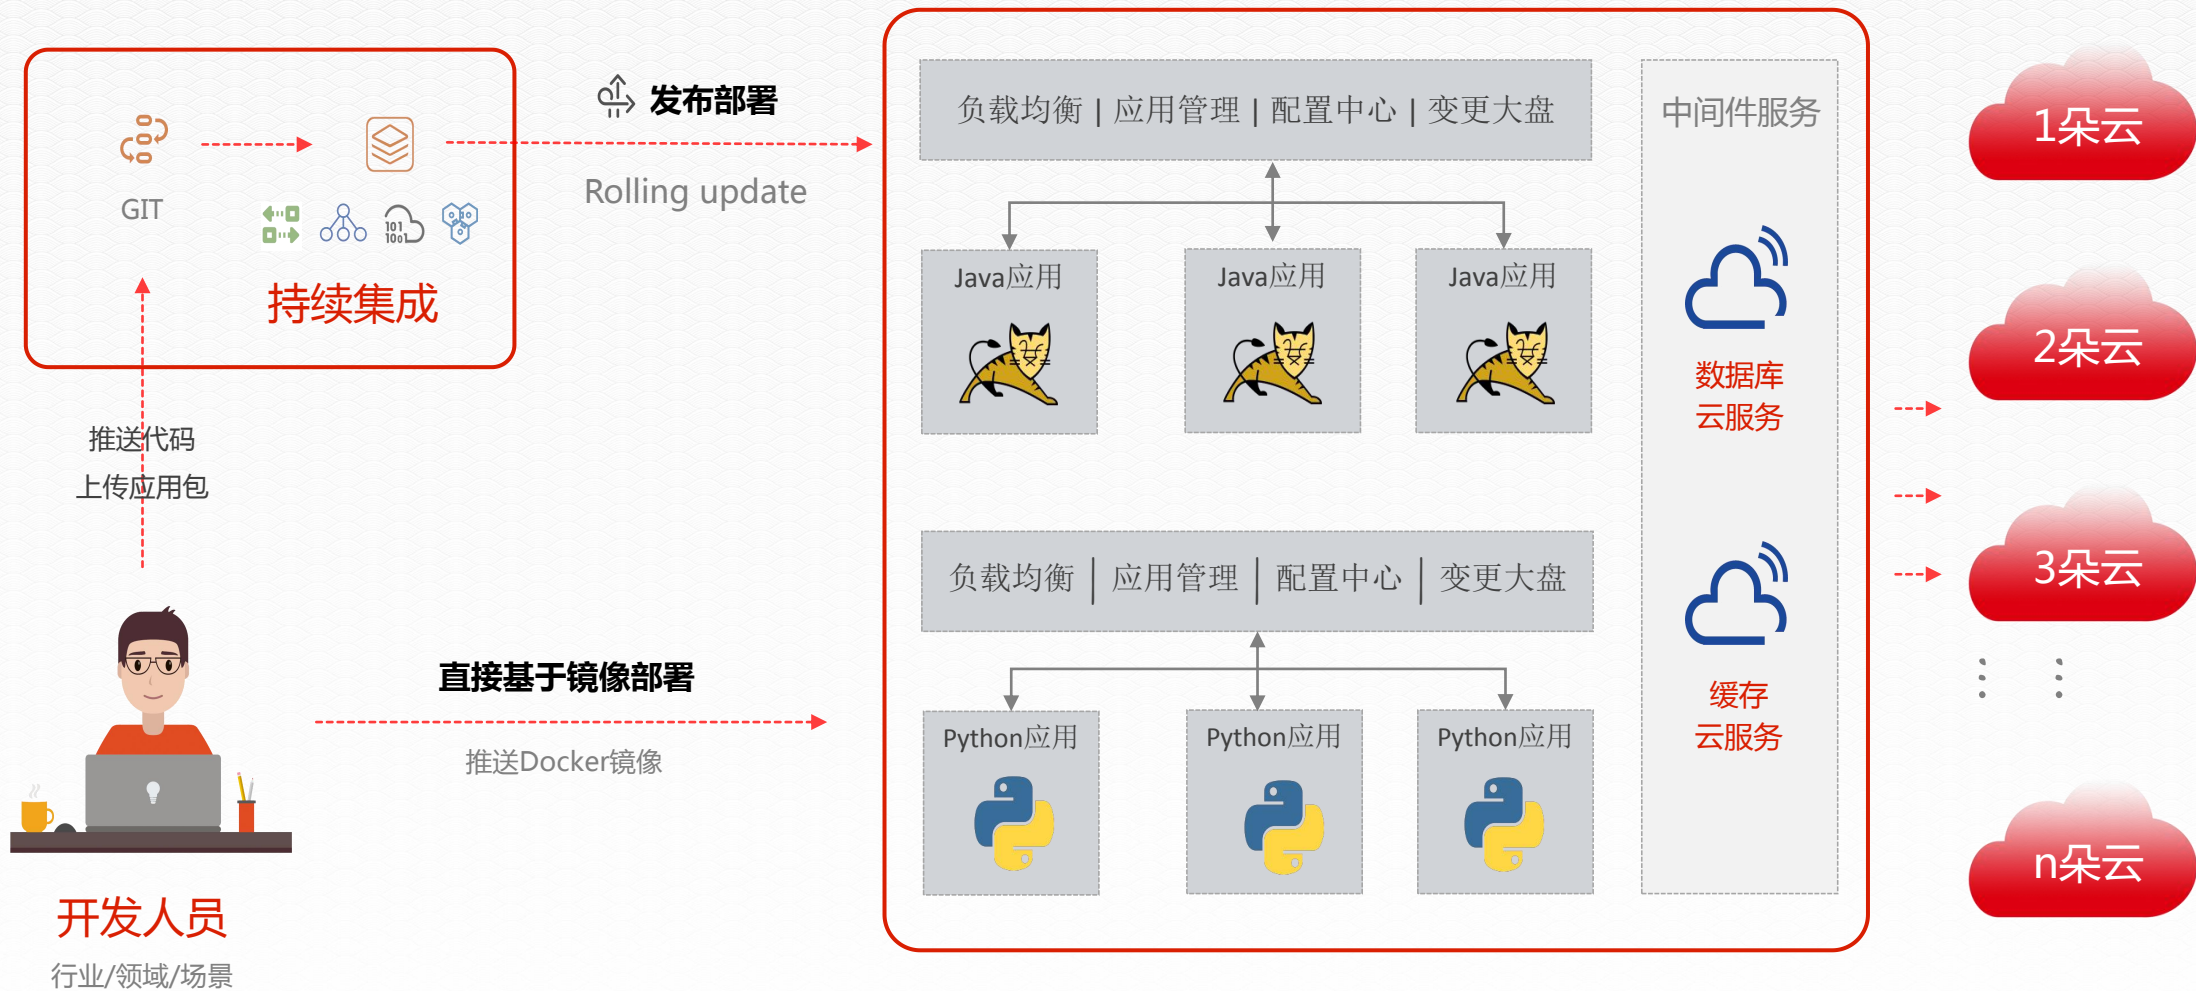 GIT
持续集成
发布部署
Rolling update
推送代码
上传应用包
开发人员
行业/领域/场景
直接基于镜像部署
推送Docker镜像
负载均衡 | 应用管理 | 配置中心 | 变更大盘
Java应用
Java应用
Java应用
负载均衡 | 应用管理 | 配置中心 | 变更大盘
Python应用
Python应用
Python应用
中间件服务
数据库
云服务
缓存
云服务
1朵云
2朵云
3朵云
n朵云
101
1001